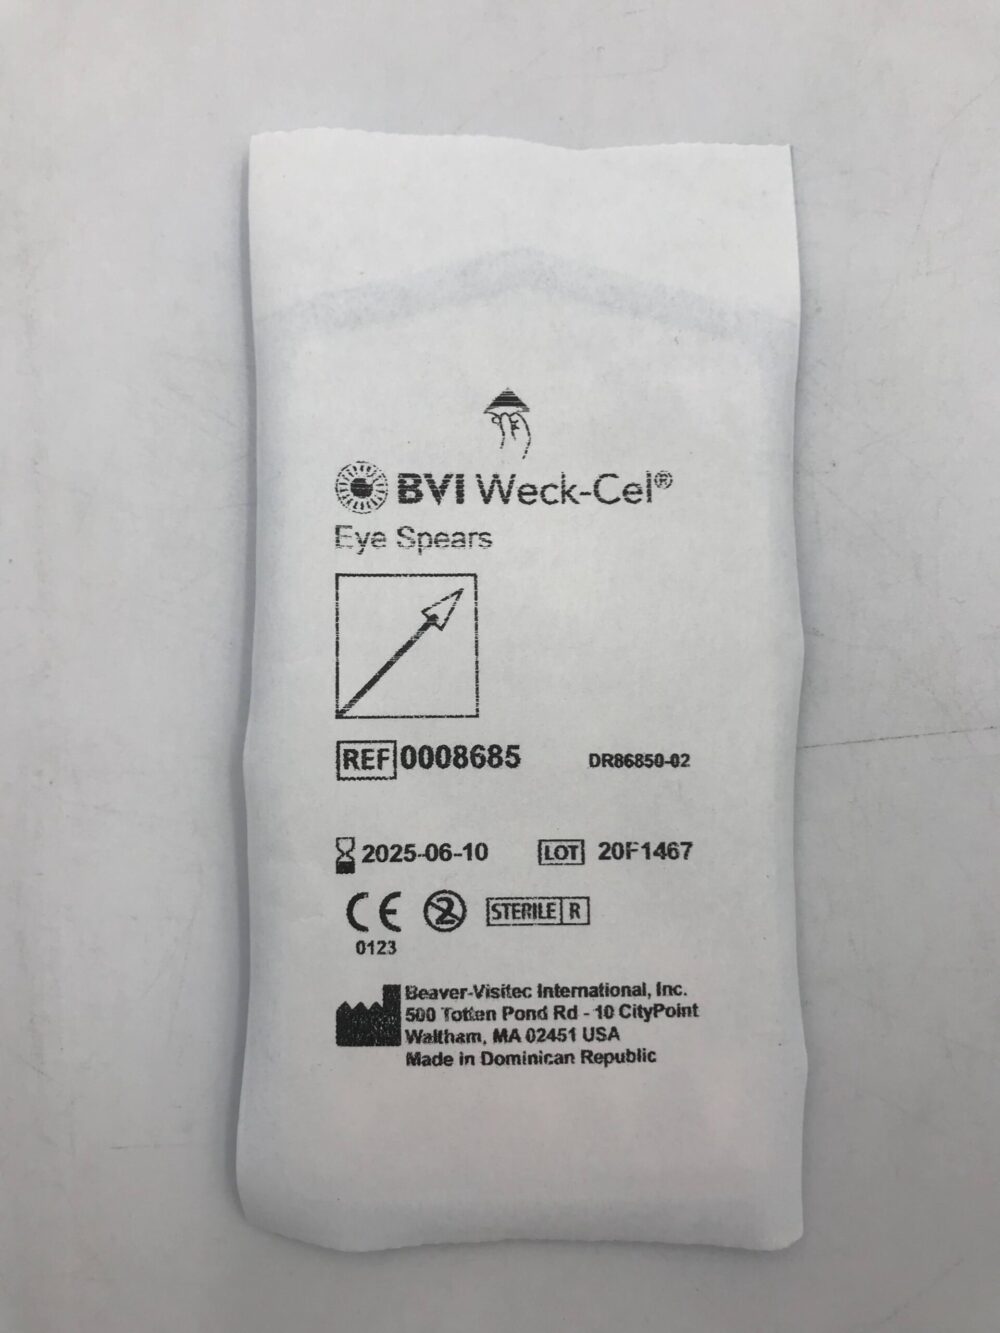 BVI Weck-Cel®
Eye Spears
REF 0008685 DR86850-02
2025-06-10 LOT 20F1467
CE 2 STERILE R
0123
Beaver-Visitec International, Inc.
500 Totten Pond Rd - 10 CityPoint
Waltham, MA 02451 USA
Made in Dominican Republic